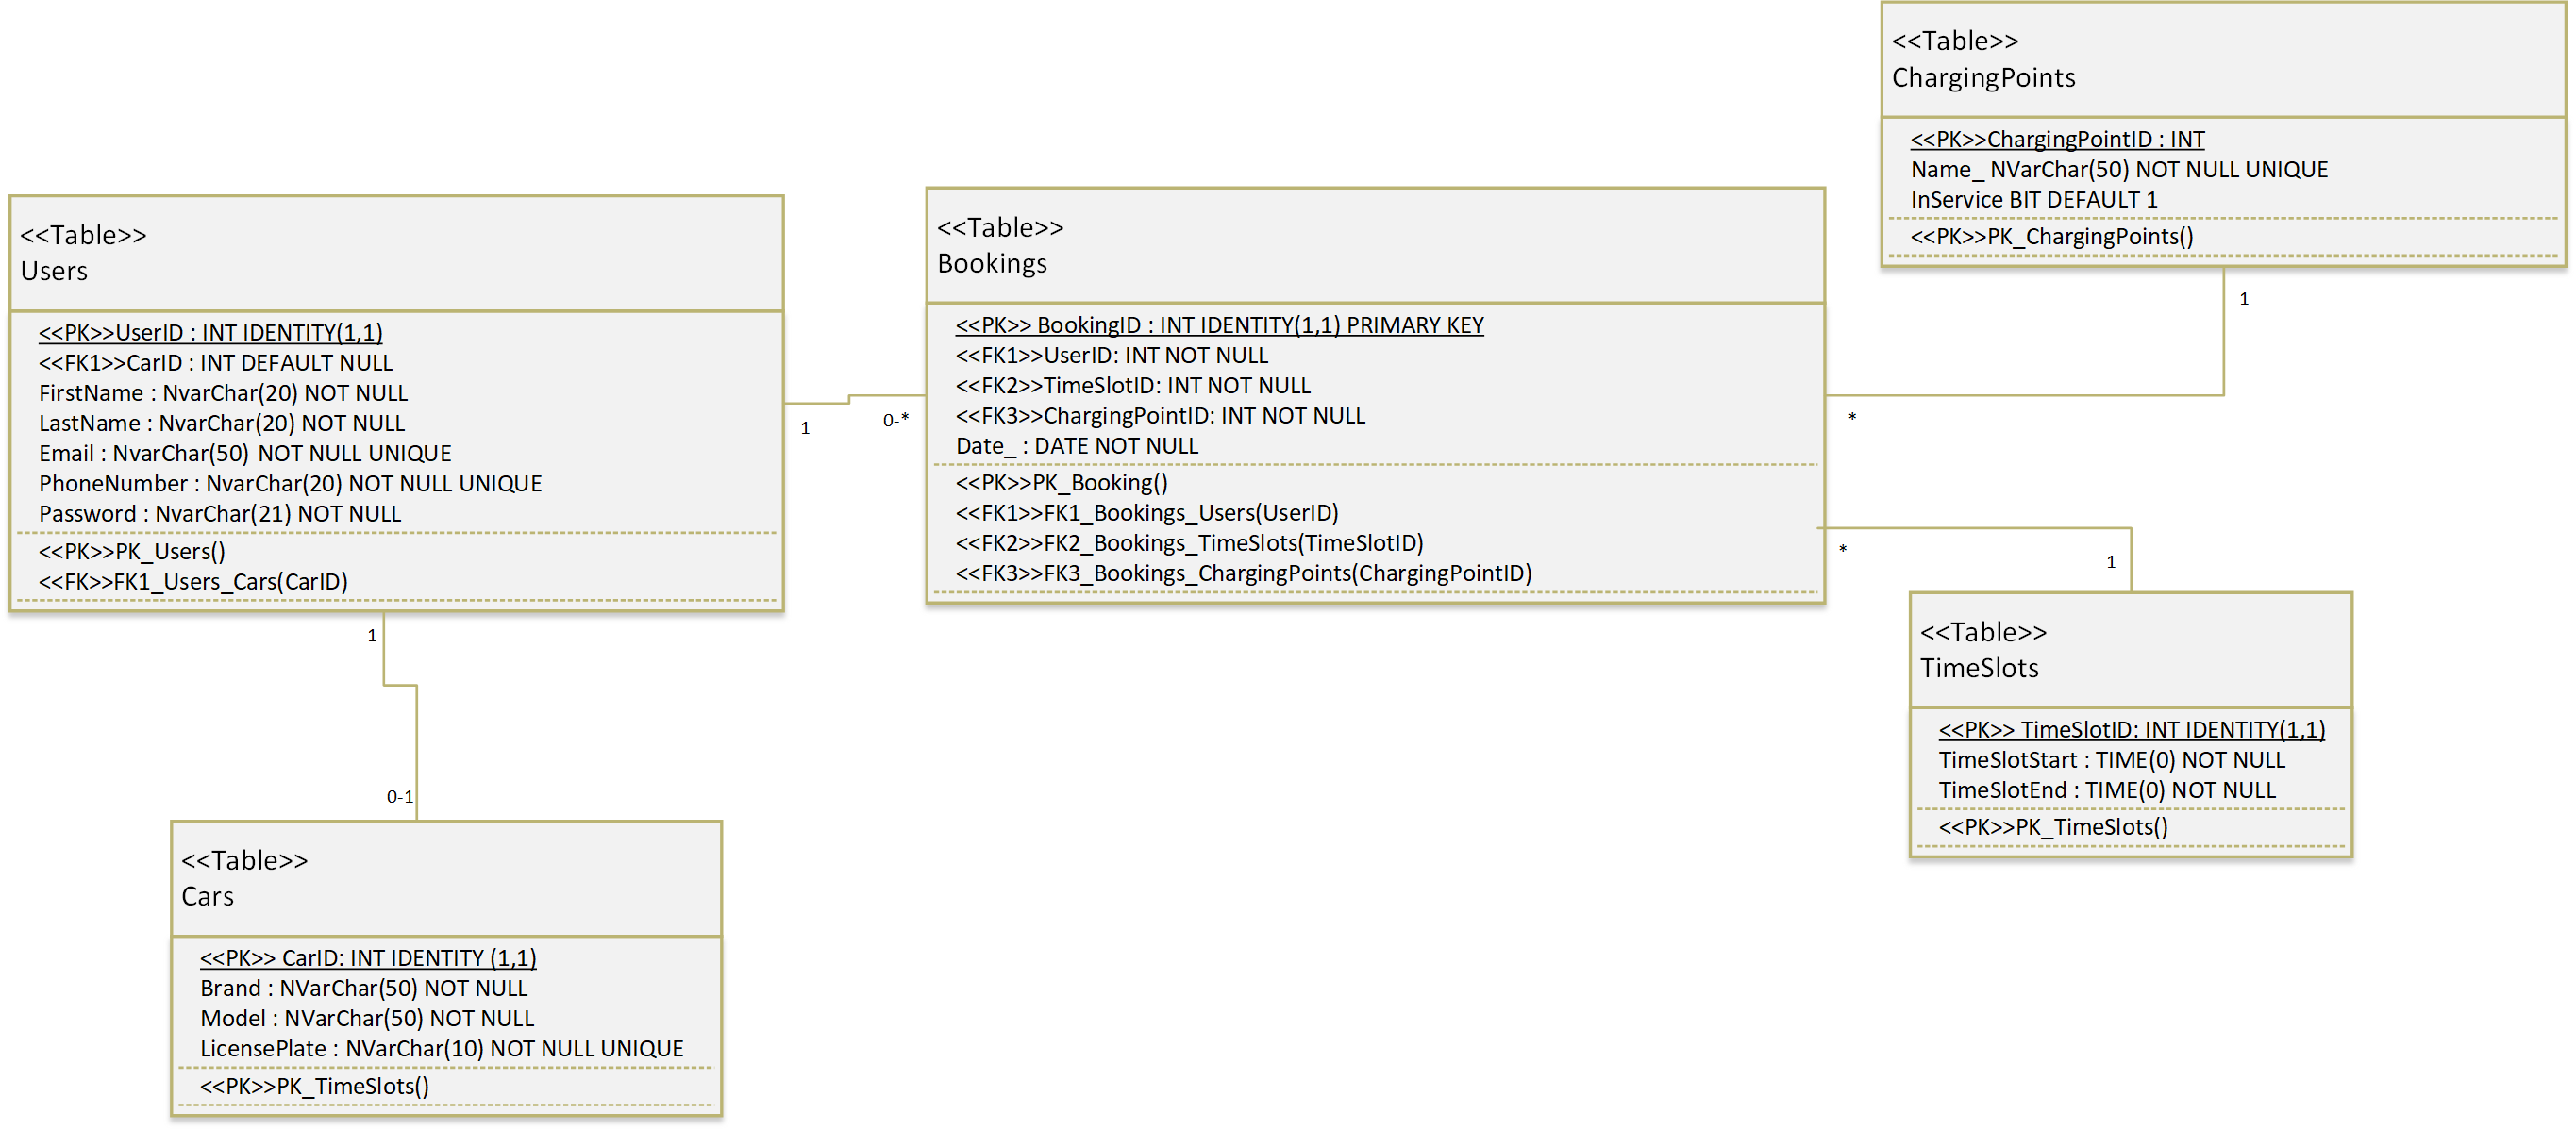 <<Table>>
Users
<<PK>>UserID : INT IDENTITY(1,1)
<<FK1>>CarID : INT DEFAULT NULL
FirstName : NvarChar(20) NOT NULL
LastName : NvarChar(20) NOT NULL
Email : NvarChar(50) NOT NULL UNIQUE
PhoneNumber : NvarChar(20) NOT NULL UNIQUE
Password : NvarChar(21) NOT NULL
<<PK>>PK_Users()
<<FK>>FK1_Users_Cars(CarID)
1
0-*
1
0-1
<<Table>>
Bookings
<<PK>> BookingID : INT IDENTITY(1,1) PRIMARY KEY
<<FK1>>UserID: INT NOT NULL
<<FK2>>TimeSlotID: INT NOT NULL
<<FK3>>ChargingPointID: INT NOT NULL
Date_ : DATE NOT NULL
<<PK>>PK_Booking()
<<FK1>>FK1_Bookings_Users(UserID)
<<FK2>>FK2_Bookings_TimeSlots(TimeSlotID)
<<FK3>>FK3_Bookings_ChargingPoints(ChargingPointID)
*
1
*
1
<<Table>>
ChargingPoints
<<PK>>ChargingPointID : INT
Name_ NVarChar(50) NOT NULL UNIQUE
InService BIT DEFAULT 1
<<PK>>PK_ChargingPoints()
<<Table>>
TimeSlots
<<PK>> TimeSlotID: INT IDENTITY(1,1)
TimeSlotStart : TIME(0) NOT NULL
TimeSlotEnd : TIME(0) NOT NULL
<<PK>>PK_TimeSlots()
<<Table>>
Cars
<<PK>> CarID: INT IDENTITY (1,1)
Brand : NVarChar(50) NOT NULL
Model : NVarChar(50) NOT NULL
LicensePlate : NVarChar(10) NOT NULL UNIQUE
<<PK>>PK_TimeSlots()